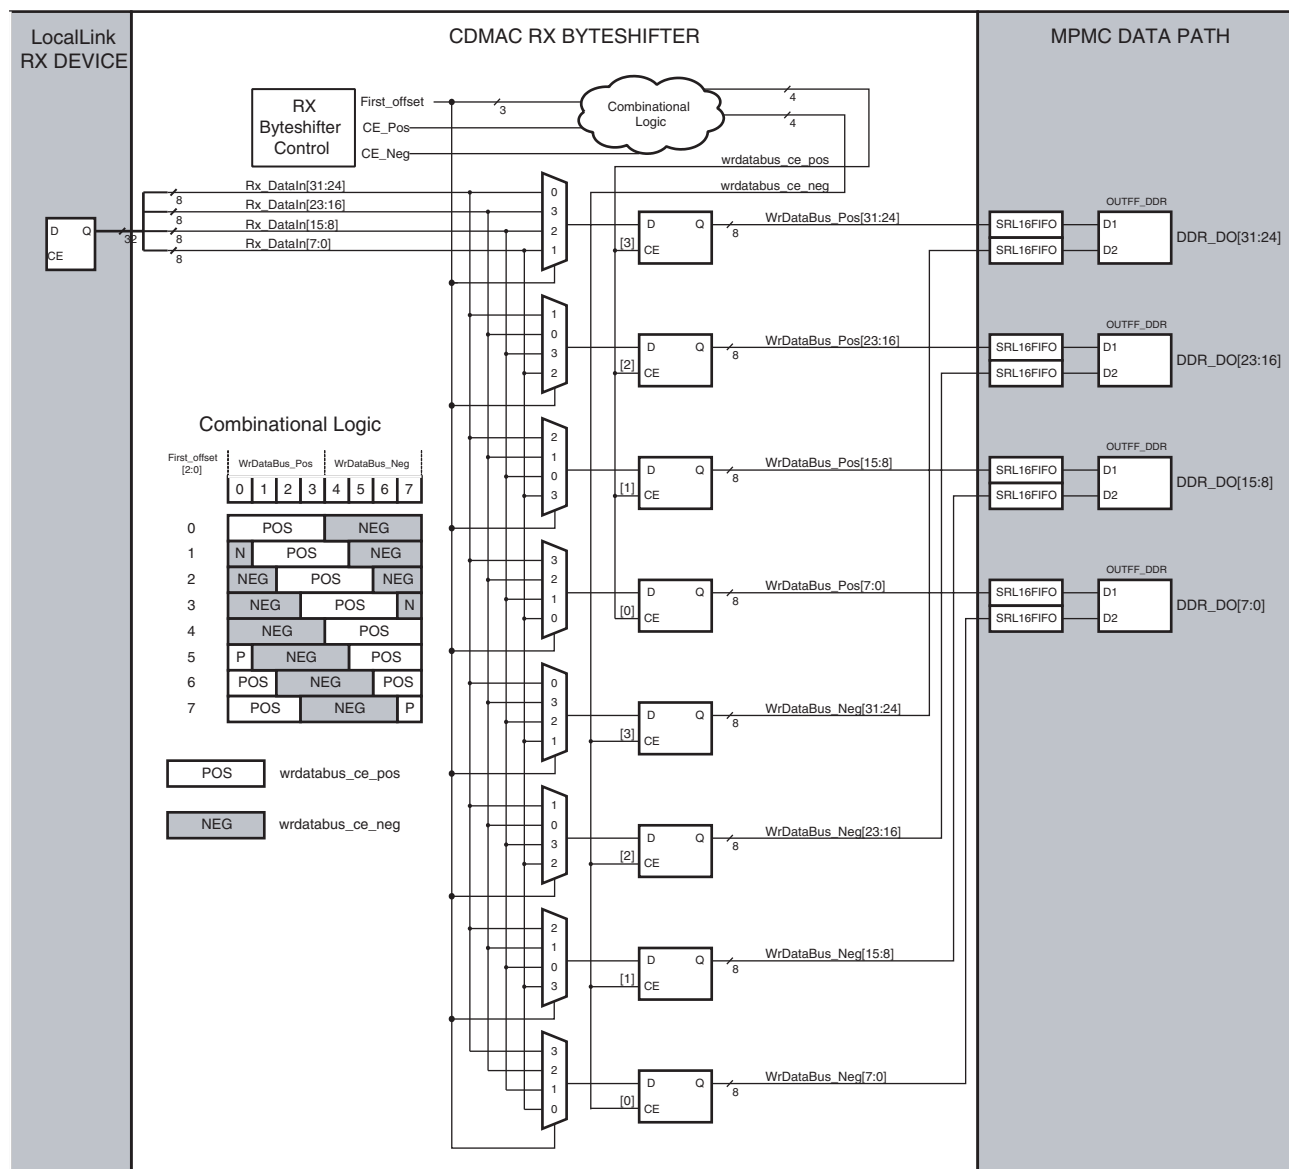 LocalLink
RX DEVICE
CDMAC RX BYTESHIFTER
MPMC DATA PATH
RX
Byteshifter
Control
First_offset
CE_Pos
CE_Neg
3
Combinational
Logic
4
4
wrdatabus_ce_pos
wrdatabus_ce_neg
D Q
CE
32
8 Rx_DataIn[31:24]
8 Rx_DataIn[23:16]
8 Rx_DataIn[15:8]
8 Rx_DataIn[7:0]
0
3
2
1
[3]
D Q
CE
8
WrDataBus_Pos[31:24]
SRL16FIFO
SRL16FIFO
OUTFF_DDR
D1
D2
DDR_DO[31:24]
1
0
3
2
[2]
D Q
CE
8
WrDataBus_Pos[23:16]
SRL16FIFO
SRL16FIFO
OUTFF_DDR
D1
D2
DDR_DO[23:16]
2
1
0
3
[1]
D Q
CE
8
WrDataBus_Pos[15:8]
SRL16FIFO
SRL16FIFO
OUTFF_DDR
D1
D2
DDR_DO[15:8]
3
2
1
0
[0]
D Q
CE
8
WrDataBus_Pos[7:0]
SRL16FIFO
SRL16FIFO
OUTFF_DDR
D1
D2
DDR_DO[7:0]
0
3
2
1
[3]
D Q
CE
8
WrDataBus_Neg[31:24]
1
0
3
2
[2]
D Q
CE
8
WrDataBus_Neg[23:16]
2
1
0
3
[1]
D Q
CE
8
WrDataBus_Neg[15:8]
3
2
1
0
[0]
D Q
CE
8
WrDataBus_Neg[7:0]
Combinational Logic
First_offset
[2:0]
WrDataBus_Pos WrDataBus_Neg
0 1 2 3 4 5 6 7
0 POS NEG
1 N POS NEG
2 NEG POS NEG
3 NEG POS N
4 NEG POS
5 P NEG POS
6 POS NEG POS
7 POS NEG P
POS wrdatabus_ce_pos
NEG wrdatabus_ce_neg